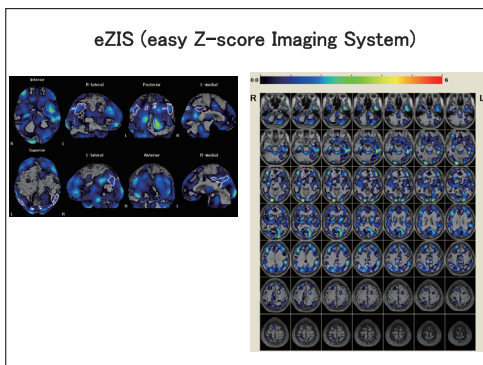 eZIS (easy Z-score Imaging System)
Inferior R-lateral Posterior L-medial
R L L R
Superior L-lateral Anterior R-medial
L R R L
0.0 6
R L